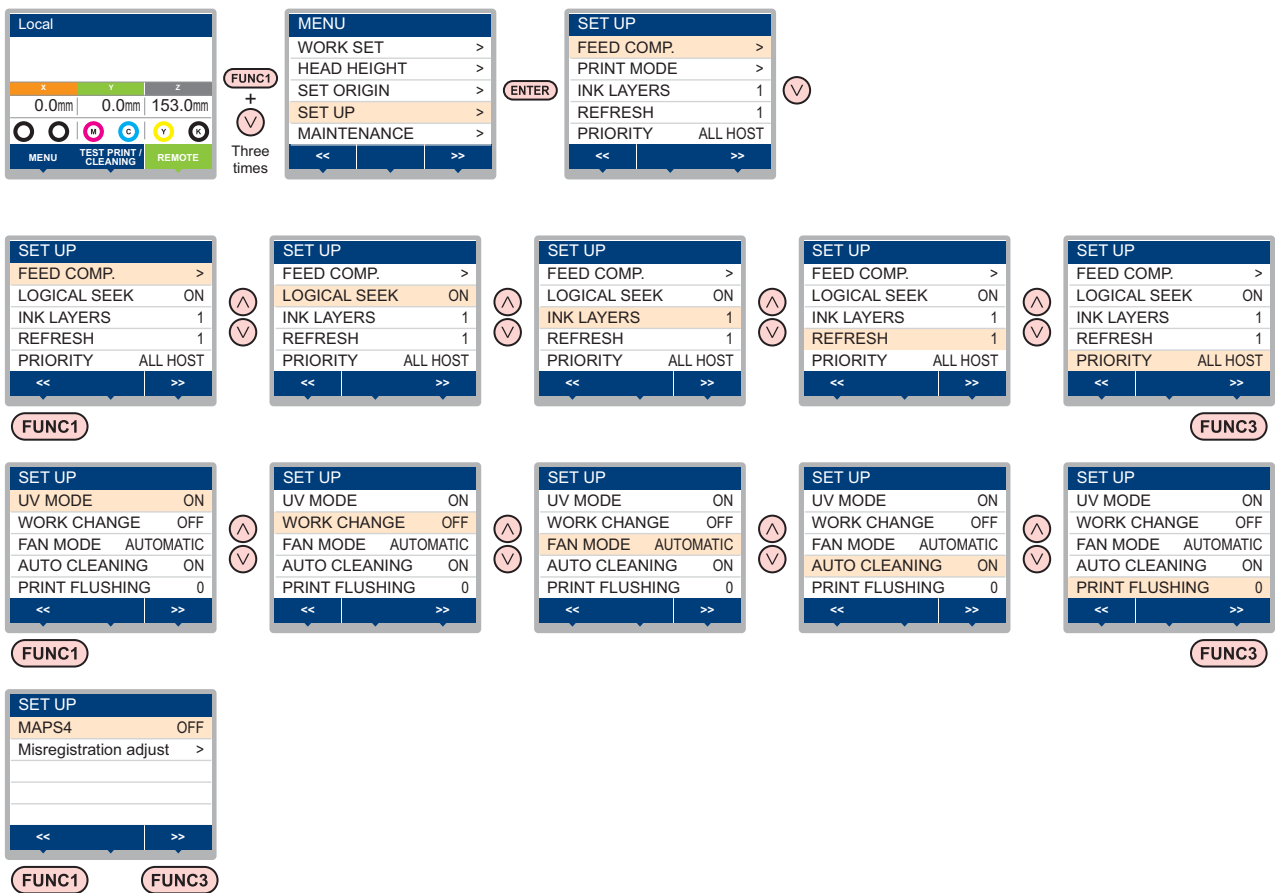 Local
X Y Z
0.0mm 0.0mm 153.0mm
M C Y K
MENU TEST PRINT / CLEANING REMOTE
FUNC1
+
Three
times
MENU
WORK SET >
HEAD HEIGHT >
SET ORIGIN >
SET UP >
MAINTENANCE >
<< >>
ENTER
SET UP
FEED COMP. >
PRINT MODE >
INK LAYERS 1
REFRESH 1
PRIORITY ALL HOST
<< >>
SET UP
FEED COMP. >
LOGICAL SEEK ON
INK LAYERS 1
REFRESH 1
PRIORITY ALL HOST
<< >>
FUNC1
SET UP
FEED COMP. >
LOGICAL SEEK ON
INK LAYERS 1
REFRESH 1
PRIORITY ALL HOST
<< >>
SET UP
FEED COMP. >
LOGICAL SEEK ON
INK LAYERS 1
REFRESH 1
PRIORITY ALL HOST
<< >>
SET UP
FEED COMP. >
LOGICAL SEEK ON
INK LAYERS 1
REFRESH 1
PRIORITY ALL HOST
<< >>
SET UP
FEED COMP. >
LOGICAL SEEK ON
INK LAYERS 1
REFRESH 1
PRIORITY ALL HOST
<< >>
FUNC3
SET UP
UV MODE ON
WORK CHANGE OFF
FAN MODE AUTOMATIC
AUTO CLEANING ON
PRINT FLUSHING 0
<< >>
FUNC1
SET UP
UV MODE ON
WORK CHANGE OFF
FAN MODE AUTOMATIC
AUTO CLEANING ON
PRINT FLUSHING 0
<< >>
SET UP
UV MODE ON
WORK CHANGE OFF
FAN MODE AUTOMATIC
AUTO CLEANING ON
PRINT FLUSHING 0
<< >>
SET UP
UV MODE ON
WORK CHANGE OFF
FAN MODE AUTOMATIC
AUTO CLEANING ON
PRINT FLUSHING 0
<< >>
SET UP
UV MODE ON
WORK CHANGE OFF
FAN MODE AUTOMATIC
AUTO CLEANING ON
PRINT FLUSHING 0
<< >>
FUNC3
SET UP
MAPS4 OFF
Misregistration adjust >
<< >>
FUNC1 FUNC3